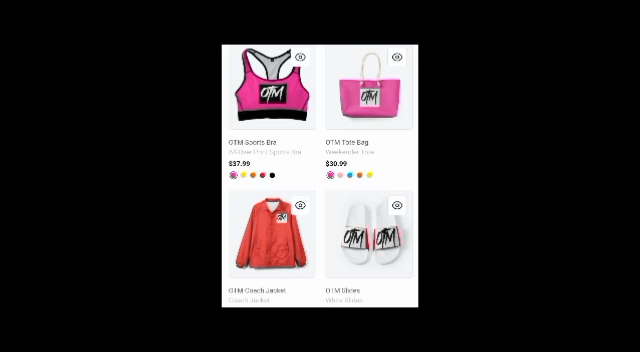 OTM
OTM
OTM Sports Bra
OTM Tote Bag
All-Over Print Sports Bra
Weekender Tote
$37.99
$30.99
OTM
OTM
OTM
OTM Coach Jacket
OTM Slides
Coach Jacket
White Slides